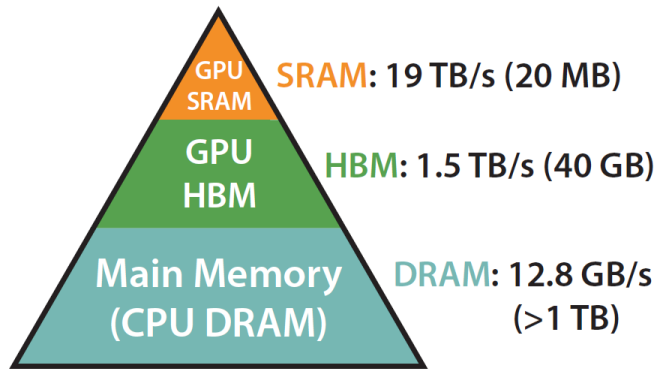 GPU
SRAM
SRAM: 19 TB/s (20 MB)
GPU
HBM
HBM: 1.5 TB/s (40 GB)
Main Memory
(CPU DRAM)
DRAM: 12.8 GB/s
(>1 TB)